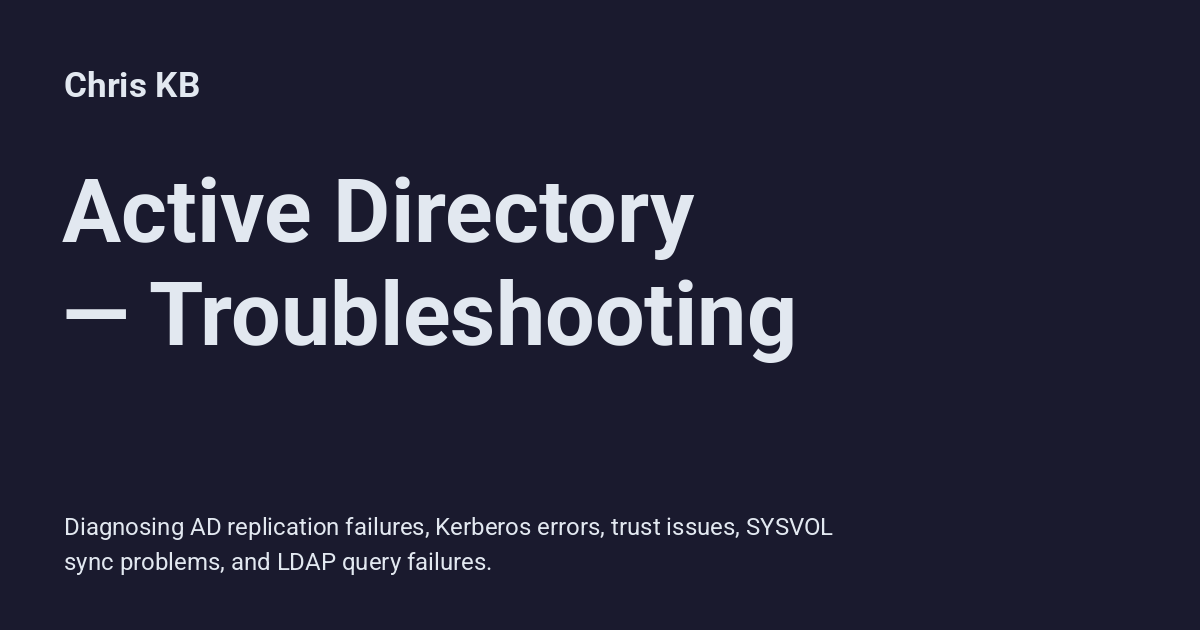 Chris KB
Active Directory
— Troubleshooting
Diagnosing AD replication failures, Kerberos errors, trust issues, SYSVOL
sync problems, and LDAP query failures.